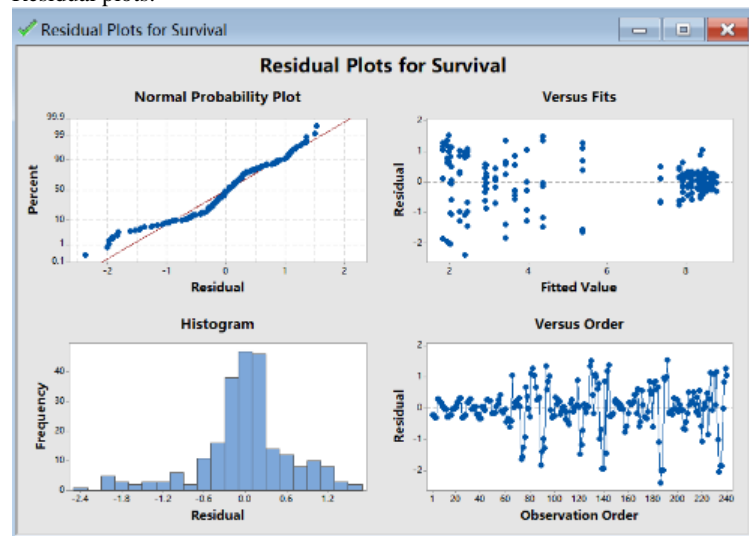 Residual Plots for Survival
Residual Plots for Survival
Normal Probability Plot
99.9
99
90
50
10
1
0.1
Percent
-2 -1 0 1 2
Residual
Versus Fits
2
1
0
-1
-2
Residual
2 4 6 8
Fitted Value
Histogram
40
30
20
10
0
Frequency
-2.4 -1.8 -1.2 -0.6 0.0 0.6 1.2
Residual
Versus Order
2
1
0
-1
-2
Residual
1 20 40 60 80 100 120 140 160 180 200 220 240
Observation Order